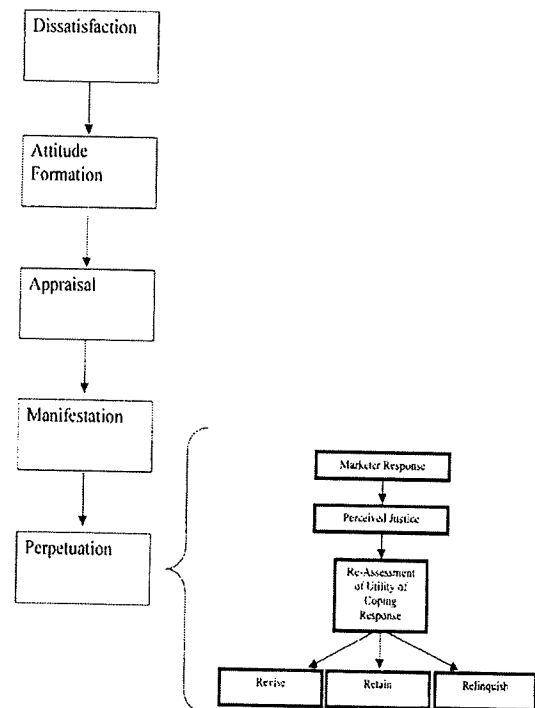 Dissatisfaction
Attitude
Formation
Appraisal
Manifestation
Perpetuation
Marketer Response
Perceived Justice
Re-Assessment
of Utility of
Coping
Response
Revise
Retain
Relinquish